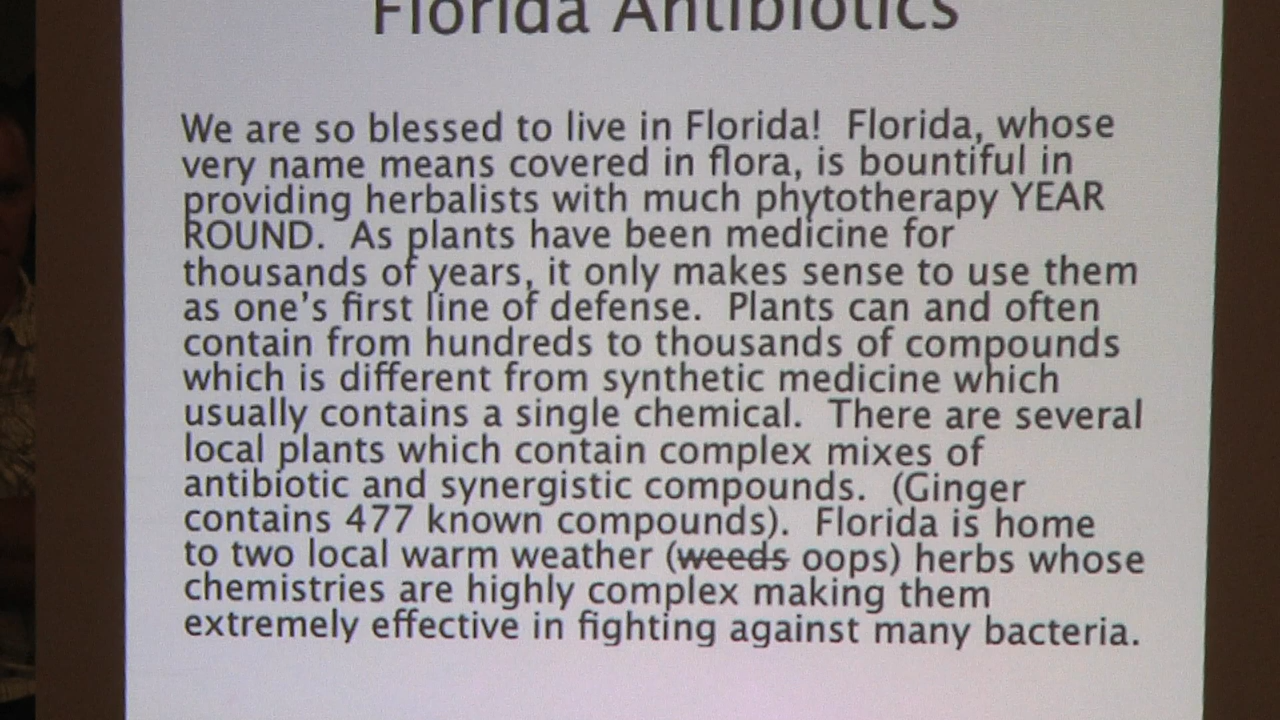 Florida Antibiotics
We are so blessed to live in Florida!  Florida, whose
very name means covered in flora, is bountiful in
providing herbalists with much phytotherapy YEAR
ROUND.  As plants have been medicine for
thousands of years, it only makes sense to use them
as one's first line of defense.  Plants can and often
contain from hundreds to thousands of compounds
which is different from synthetic medicine which
usually contains a single chemical.  There are several
local plants which contain complex mixes of
antibiotic and synergistic compounds.  (Ginger
contains 477 known compounds).  Florida is home
to two local warm weather (weeds oops) herbs whose
chemistries are highly complex making them
extremely effective in fighting against many bacteria.